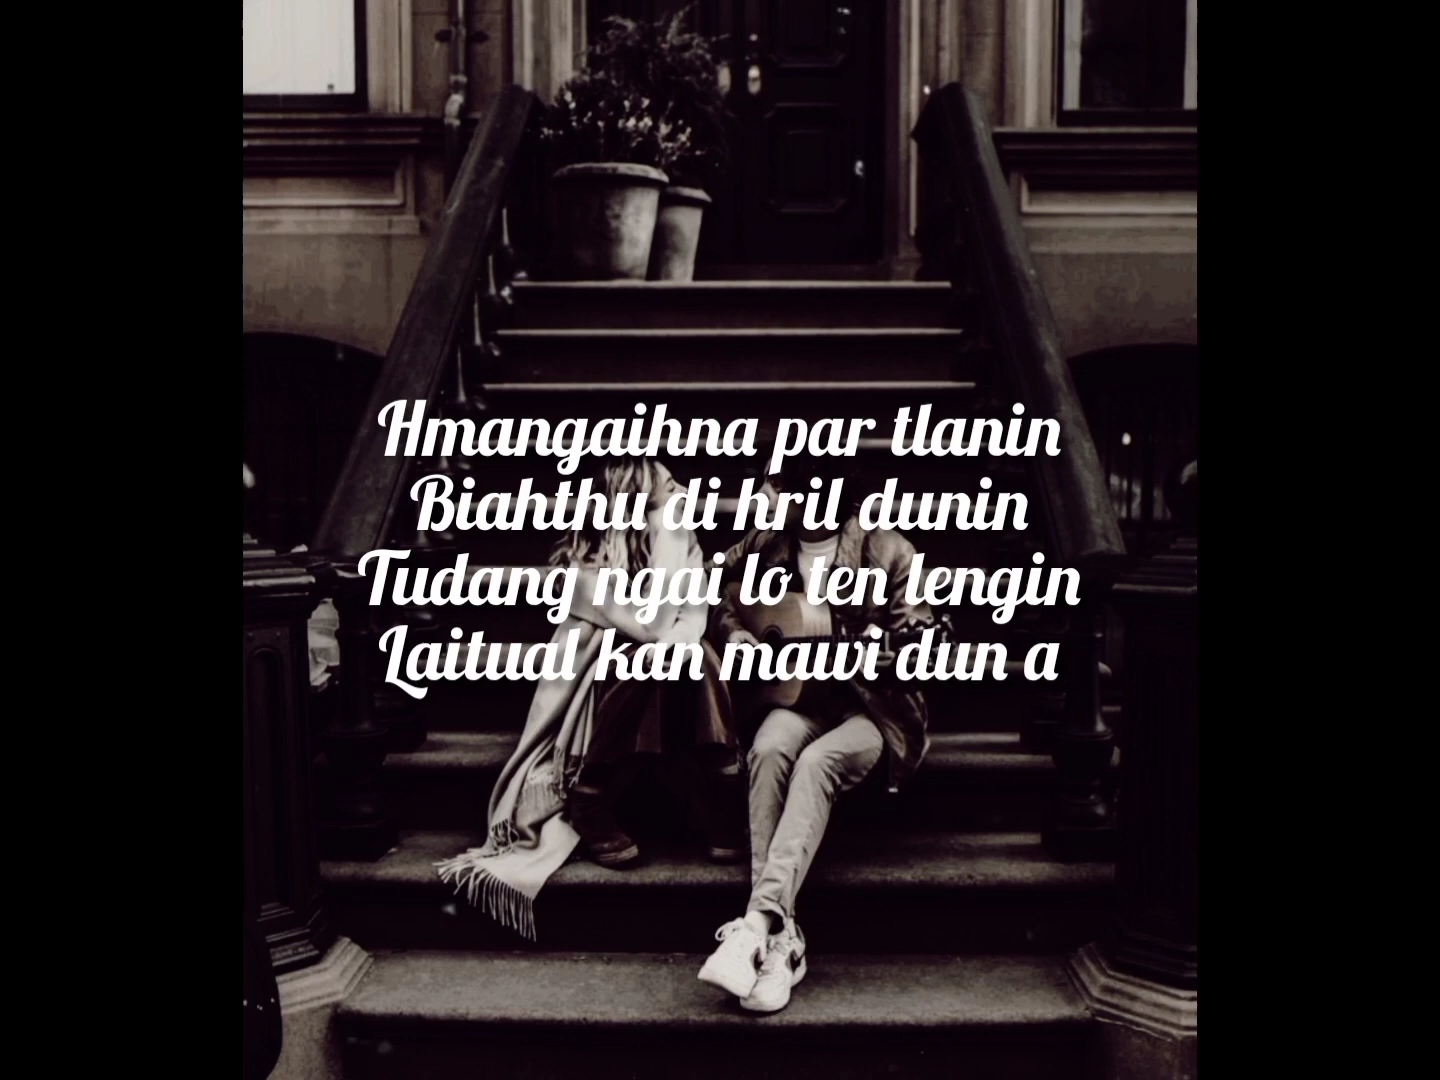 Hmangaihna par tlanin
Biahthu di hril dunin
Tudang ngai lo ten lengin
Laitual kan mawi dun a